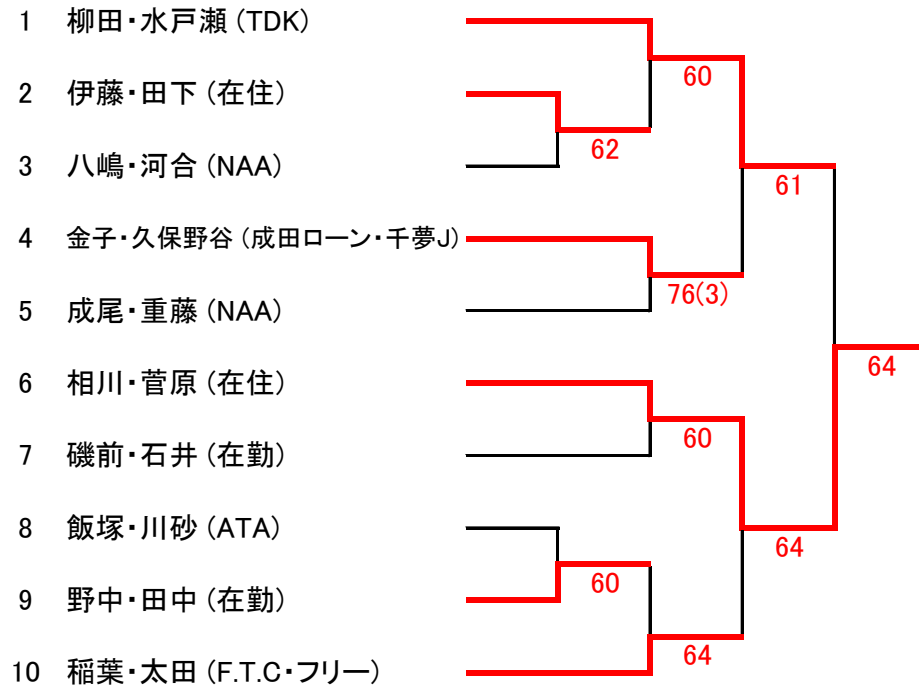 1 柳田・水戸瀬 (TDK)
60
2 伊藤・田下 (在住)
62
3 八嶋・河合 (NAA)
61
4 金子・久保野谷 (成田ローン・千夢J)
76(3)
5 成尾・重藤 (NAA)
64
6 相川・菅原 (在住)
60
7 磯前・石井 (在勤)
8 飯塚・川砂 (ATA)
64
9 野中・田中 (在勤)
60
64
10 稲葉・太田 (F.T.C・フリー)